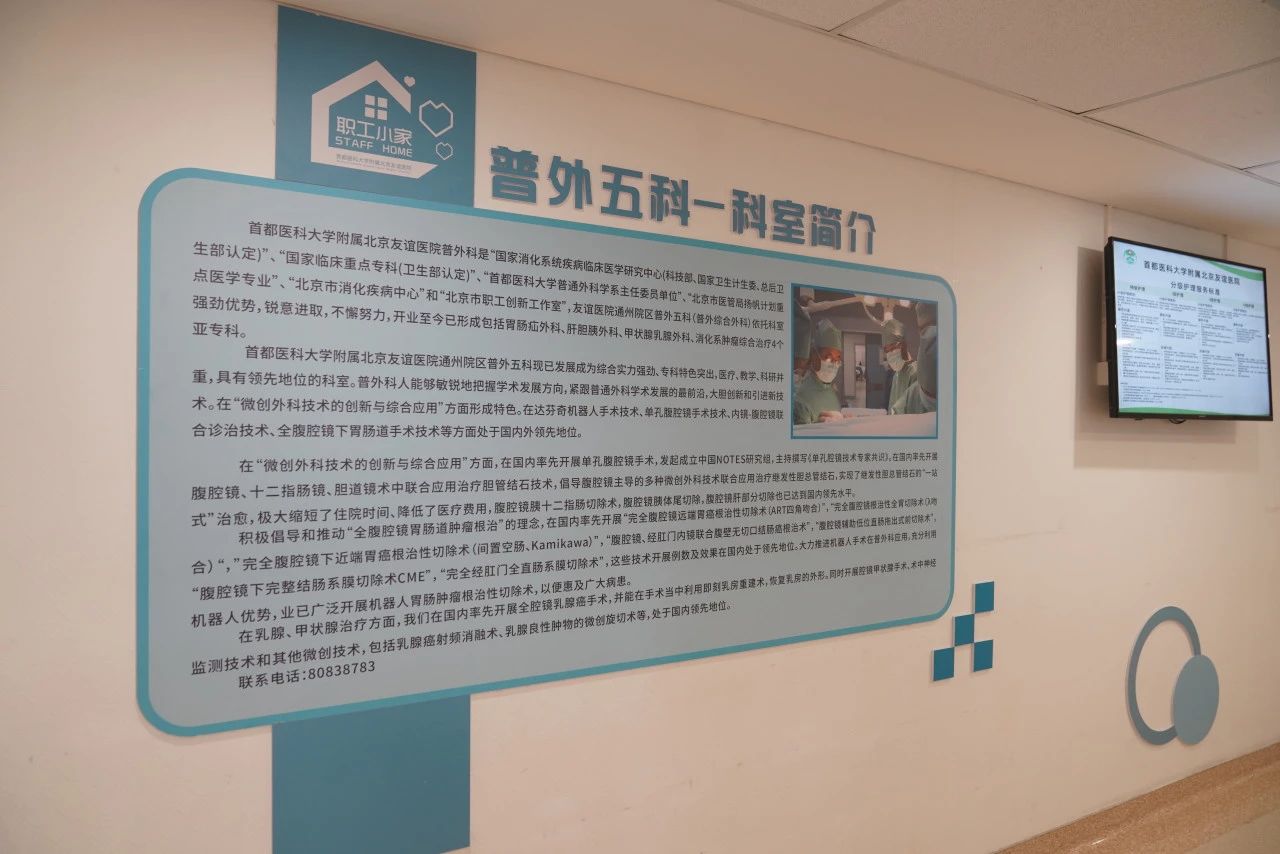 职工小家
STAFF HOME
首都医科大学附属北京友谊医院
普外五科—科室简介
首都医科大学附属北京友谊医院普外科是“国家消化系统疾病临床医学研究中心(科技部、国家卫生计生委、总后卫
生部认定)”、“国家临床重点专科(卫生部认定)”、“首都医科大学普通外科学系主任委员单位”、“北京市医管局扬帆计划重
点医学专业”、“北京市消化疾病中心”和“北京市职工创新工作室”,友谊医院通州院区普外五科(普外综合外科)依托科室
强劲优势,锐意进取,不懈努力,开业至今已形成包括胃肠疝外科、肝胆胰外科、甲状腺乳腺外科、消化系肿瘤综合治疗4个
亚专科。
首都医科大学附属北京友谊医院通州院区普外五科现已发展成为综合实力强劲、专科特色突出,医疗、教学、科研并
重,具有领先地位的科室。普外科人能够敏锐地把握学术发展方向,紧跟普通外科学术发展的最前沿,大胆创新和引进新技
术。在“微创外科技术的创新与综合应用”方面形成特色。在达芬奇机器人手术技术、单孔腹腔镜手术技术、内镜-腹腔镜联
合诊治技术、全腹腔镜下胃肠道手术技术等方面处于国内外领先地位。
在“微创外科技术的创新与综合应用”方面,在国内率先开展单孔腹腔镜手术,发起成立中国NOTES研究组,主持撰写《单孔腔镜技术专家共识》。在国内率先开展
腹腔镜、十二指肠镜、胆道镜术中联合应用治疗胆管结石技术,倡导腹腔镜主导的多种微创外科技术联合应用治疗继发性胆总管结石,实现了继发性胆总管结石的“一站
式”治愈,极大缩短了住院时间、降低了医疗费用,腹腔镜胰十二指肠切除术,腹腔镜胰体尾切除,腹腔镜肝部分切除也已达到国内领先水平。
积极倡导和推动“全腹腔镜胃肠道肿瘤根治”的理念,在国内率先开展“完全腹腔镜远端胃癌根治性切除术(ART四角吻合)”,“完全腹腔镜根治性全胃切除术(入吻
合)“,”完全腹腔镜下近端胃癌根治性切除术(间置空肠、Kamikawa)”,“腹腔镜、经肛门内镜联合腹壁无切口结肠癌根治术”,“腹腔镜辅助低位直肠拖出式前切除术”,
“腹腔镜下完整结肠系膜切除术CME”,“完全经肛门全直肠系膜切除术”,这些技术开展例数及效果在国内处于领先地位。大力推进机器人手术在普外科应用,充分利用
机器人优势,业已广泛开展机器人胃肠肿瘤根治性切除术,以便惠及广大病患。
在乳腺、甲状腺治疗方面,我们在国内率先开展全腔镜乳腺癌手术,并能在手术当中利用即刻乳房重建术,恢复乳房的外形。同时开展腔镜甲状腺手术、术中神经
监测技术和其他微创技术,包括乳腺癌射频消融术、乳腺良性肿物的微创旋切术等,处于国内领先地位。
联系电话:80838783
首都医科大学附属北京友谊医院
分级护理服务标准